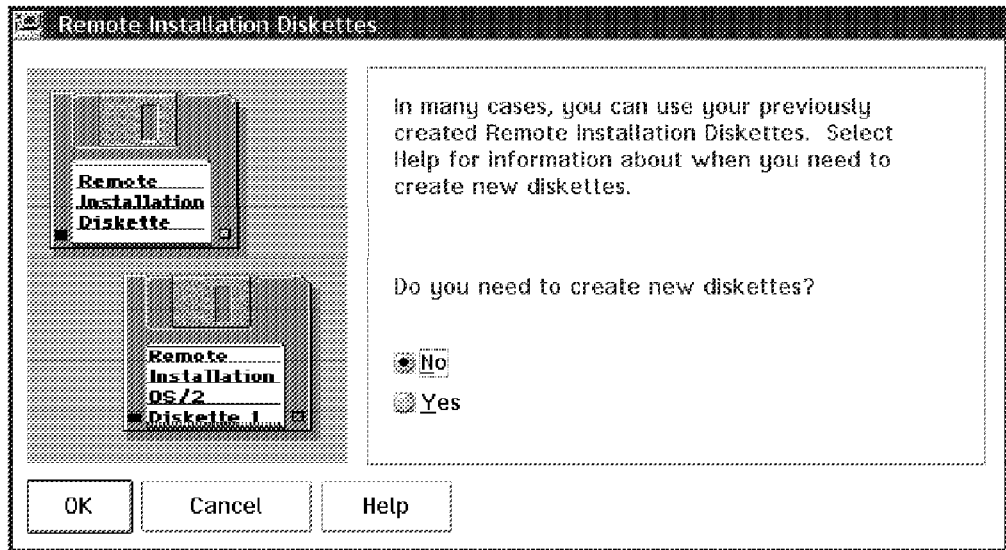 Remote Installation Diskettes
Remote
Installation
Diskette
Remote
Installation
OS/2
Diskette 1
In many cases, you can use your previously
created Remote Installation Diskettes. Select
Help for information about when you need to
create new diskettes.
Do you need to create new diskettes?
No
Yes
OK
Cancel
Help